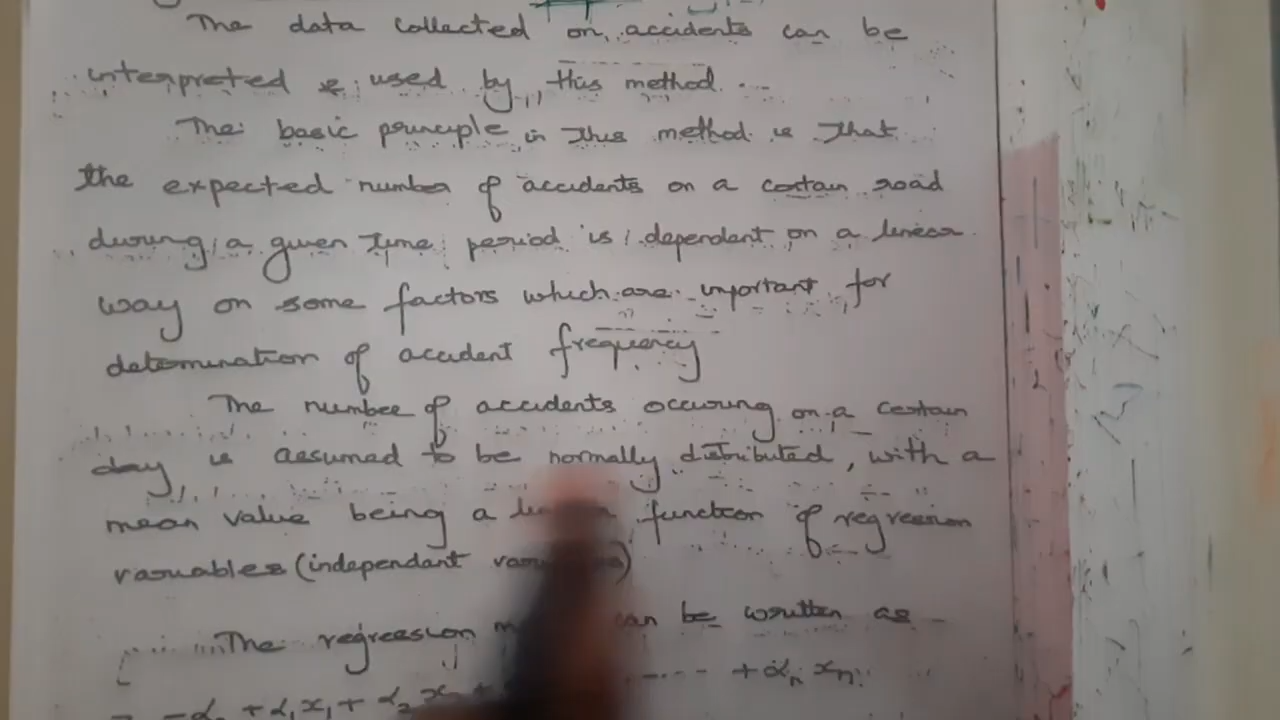 The data collected on accidents can be
interpreted & used by this method.
The basic principle in this method is that
the expected number of accidents on a certain road
during a given time period is dependant on a linear
way on some factors which are important for
determination of accident frequency
The number of accidents occuring on a certain
day is assumed to be normally distributed, with a
mean value being a function of regression
variables (independant
The regression can be written as
+ α₁x₁ + α₂x ..... + αₙxₙ